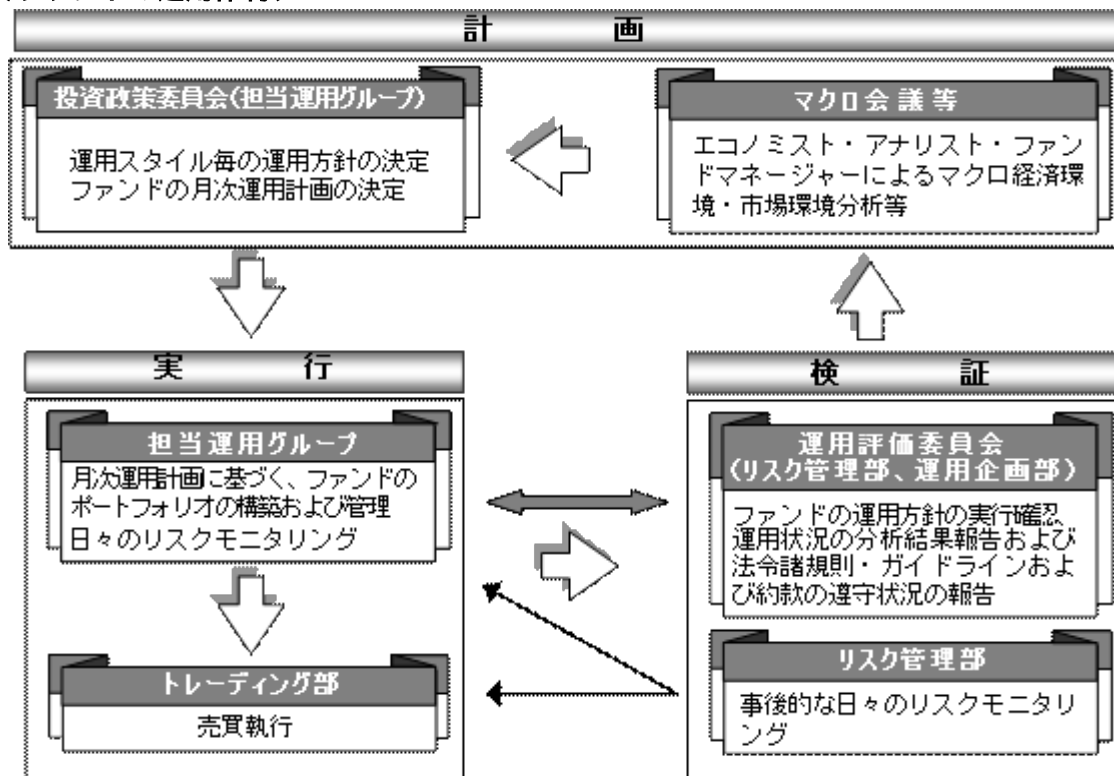 計 画
投資政策委員会(担当運用グループ)
運用スタイル毎の運用方針の決定
ファンドの月次運用計画の決定
マクロ会議等
エコノミスト・アナリスト・ファン
ドマネージャーによるマクロ経済環
境・市場環境分析等
実 行
担当運用グループ
月次運用計画に基づく、ファンドの
ポートフォリオの構築および管理
日々のリスクモニタリング
トレーディング部
売買執行
検 証
運用評価委員会
(リスク管理部、運用企画部)
ファンドの運用方針の実行確認
運用状況の分析結果報告および
法令諸規則・ガイドラインおよ
び約款の遵守状況の報告
リスク管理部
事後的な日々のリスクモニタリ
ング